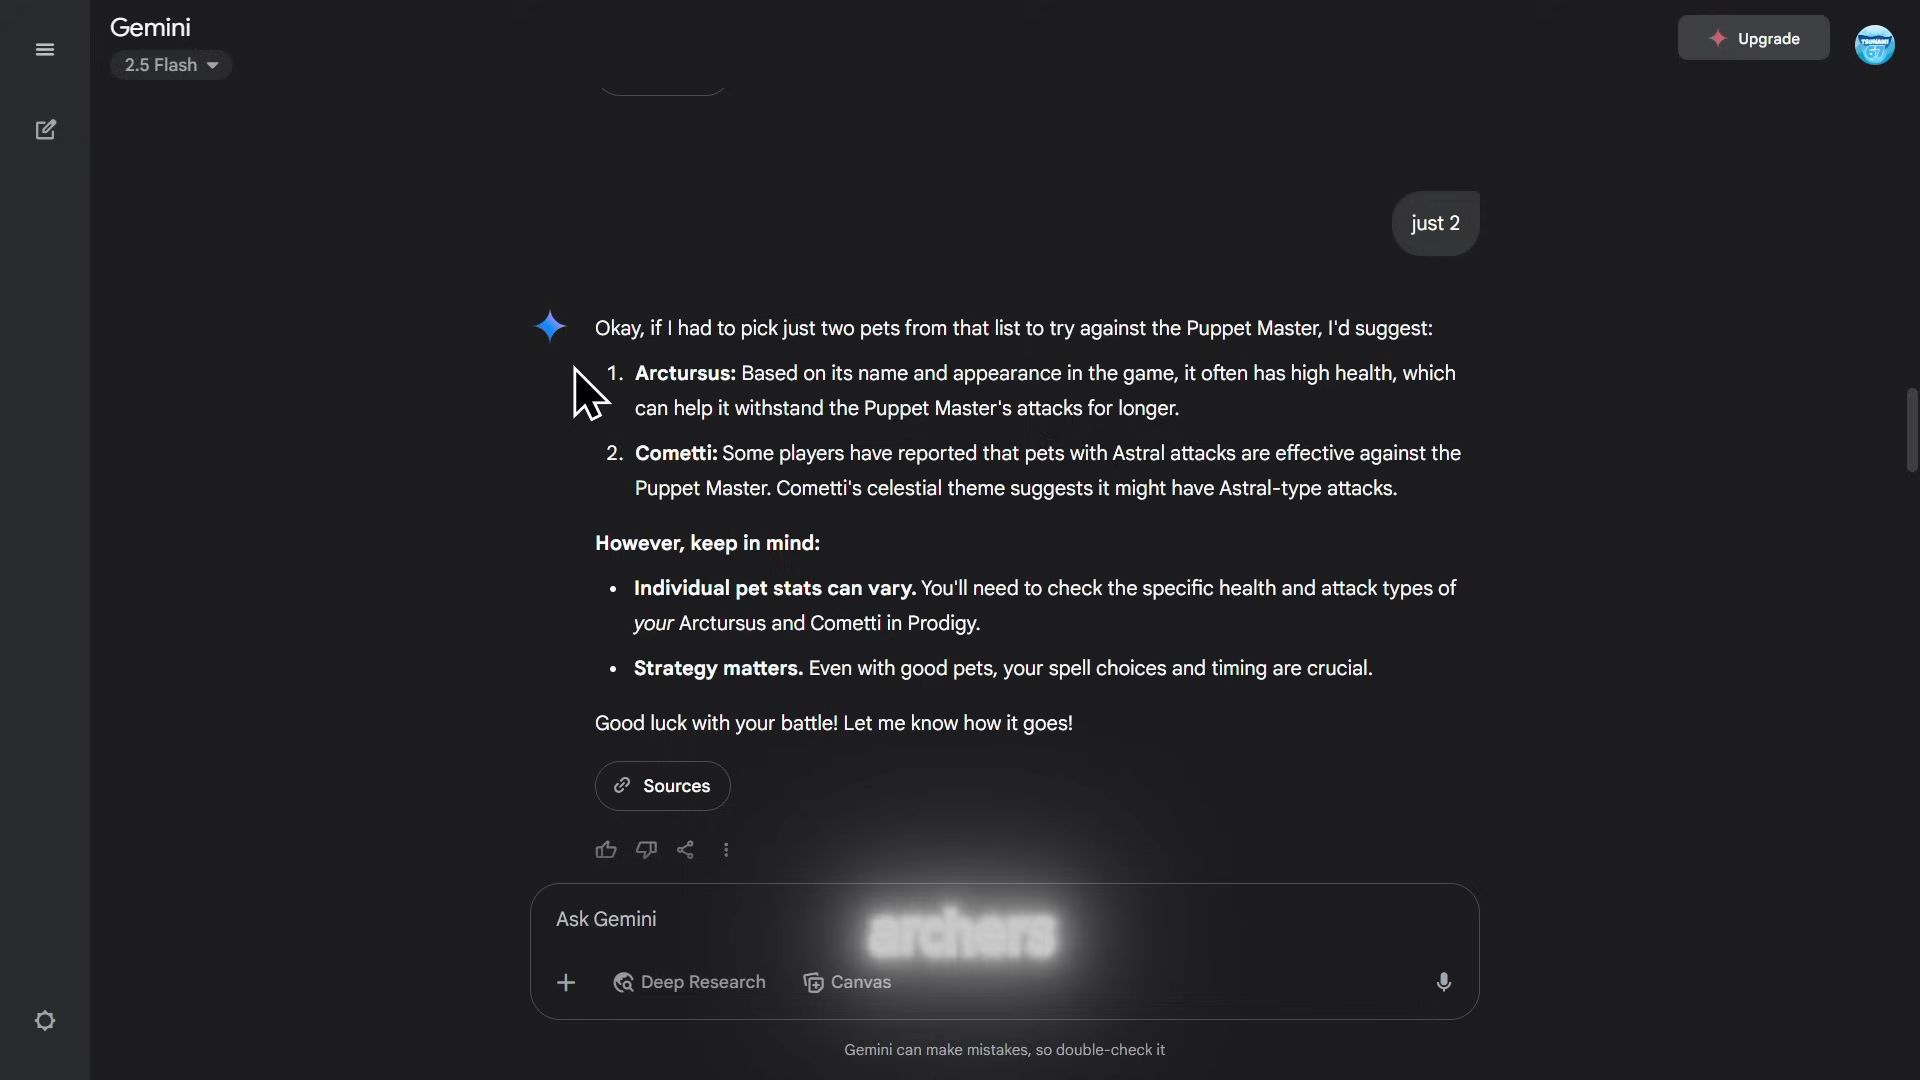 Gemini
2.5 Flash
Upgrade
TSUNAMI
67
just 2
Okay, if I had to pick just two pets from that list to try against the Puppet Master, I'd suggest:
1. Arctursus: Based on its name and appearance in the game, it often has high health, which
can help it withstand the Puppet Master's attacks for longer.
2. Cometti: Some players have reported that pets with Astral attacks are effective against the
Puppet Master. Cometti's celestial theme suggests it might have Astral-type attacks.
However, keep in mind:
• Individual pet stats can vary. You'll need to check the specific health and attack types of
your Arctursus and Cometti in Prodigy.
• Strategy matters. Even with good pets, your spell choices and timing are crucial.
Good luck with your battle! Let me know how it goes!
Sources
Ask Gemini
archers
Deep Research Canvas
Gemini can make mistakes, so double-check it